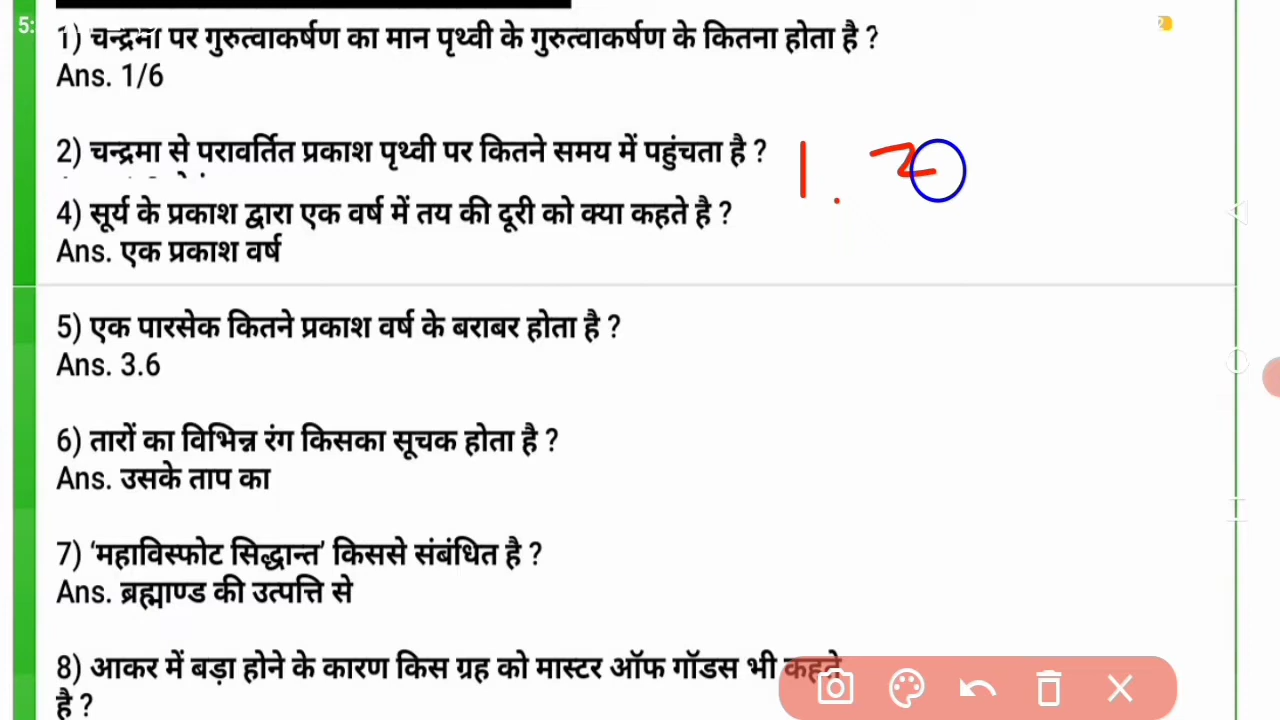 5:
1) चन्द्रमा पर गुरुत्वाकर्षण का मान पृथ्वी के गुरुत्वाकर्षण के कितना होता है ?
Ans. 1/6
2) चन्द्रमा से परावर्तित प्रकाश पृथ्वी पर कितने समय में पहुंचता है ?
1.
4) सूर्य के प्रकाश द्वारा एक वर्ष में तय की दूरी को क्या कहते है ?
Ans. एक प्रकाश वर्ष
5) एक पारसेक कितने प्रकाश वर्ष के बराबर होता है ?
Ans. 3.6
6) तारों का विभिन्न रंग किसका सूचक होता है ?
Ans. उसके ताप का
7) ‘महाविस्फोट सिद्धान्त’ किससे संबंधित है ?
Ans. ब्रह्माण्ड की उत्पत्ति से
8) आकर में बड़ा होने के कारण किस ग्रह को मास्टर ऑफ गॉडस भी कहते
है ?